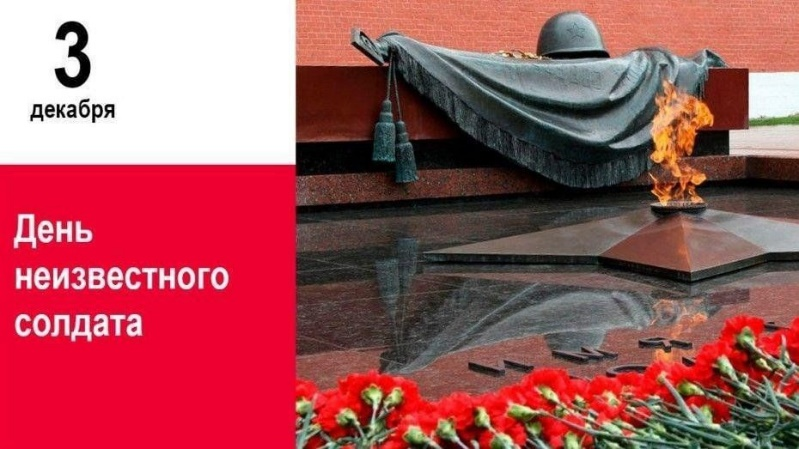 3
декабря
День
неизвестного
солдата